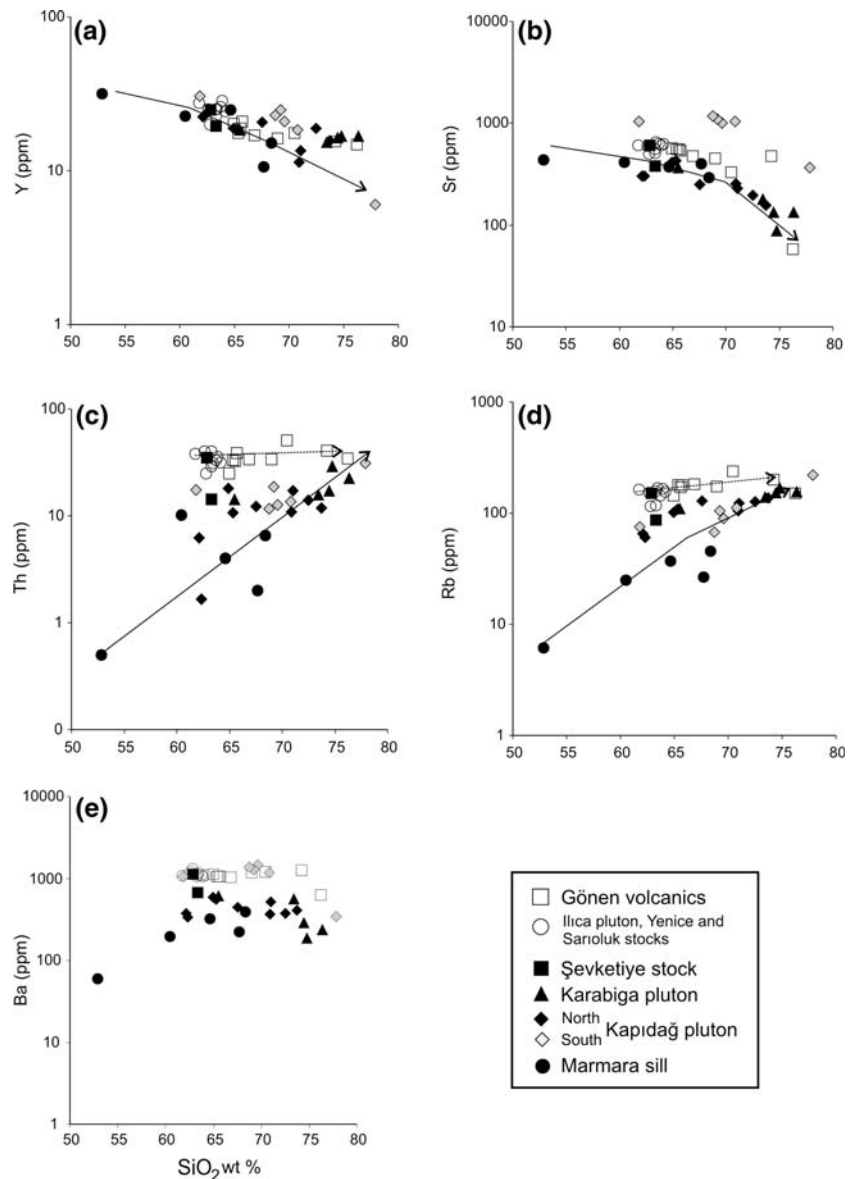 (a)
100
10
1
Y (ppm)
50 55 60 65 70 75 80
(b)
10000
1000
100
10
Sr (ppm)
50 55 60 65 70 75 80
(c)
100
10
1
0
Th (ppm)
50 55 60 65 70 75 80
(d)
1000
100
10
1
Rb (ppm)
50 55 60 65 70 75 80
(e)
10000
1000
100
10
1
Ba (ppm)
50 55 60 65 70 75 80
SiO₂ wt %
Gönen volcanics
Ilıca pluton, Yenice and
Sarıoluk stocks
Şevketiye stock
Karabiga pluton
North
South
Kapıdağ pluton
Marmara sill